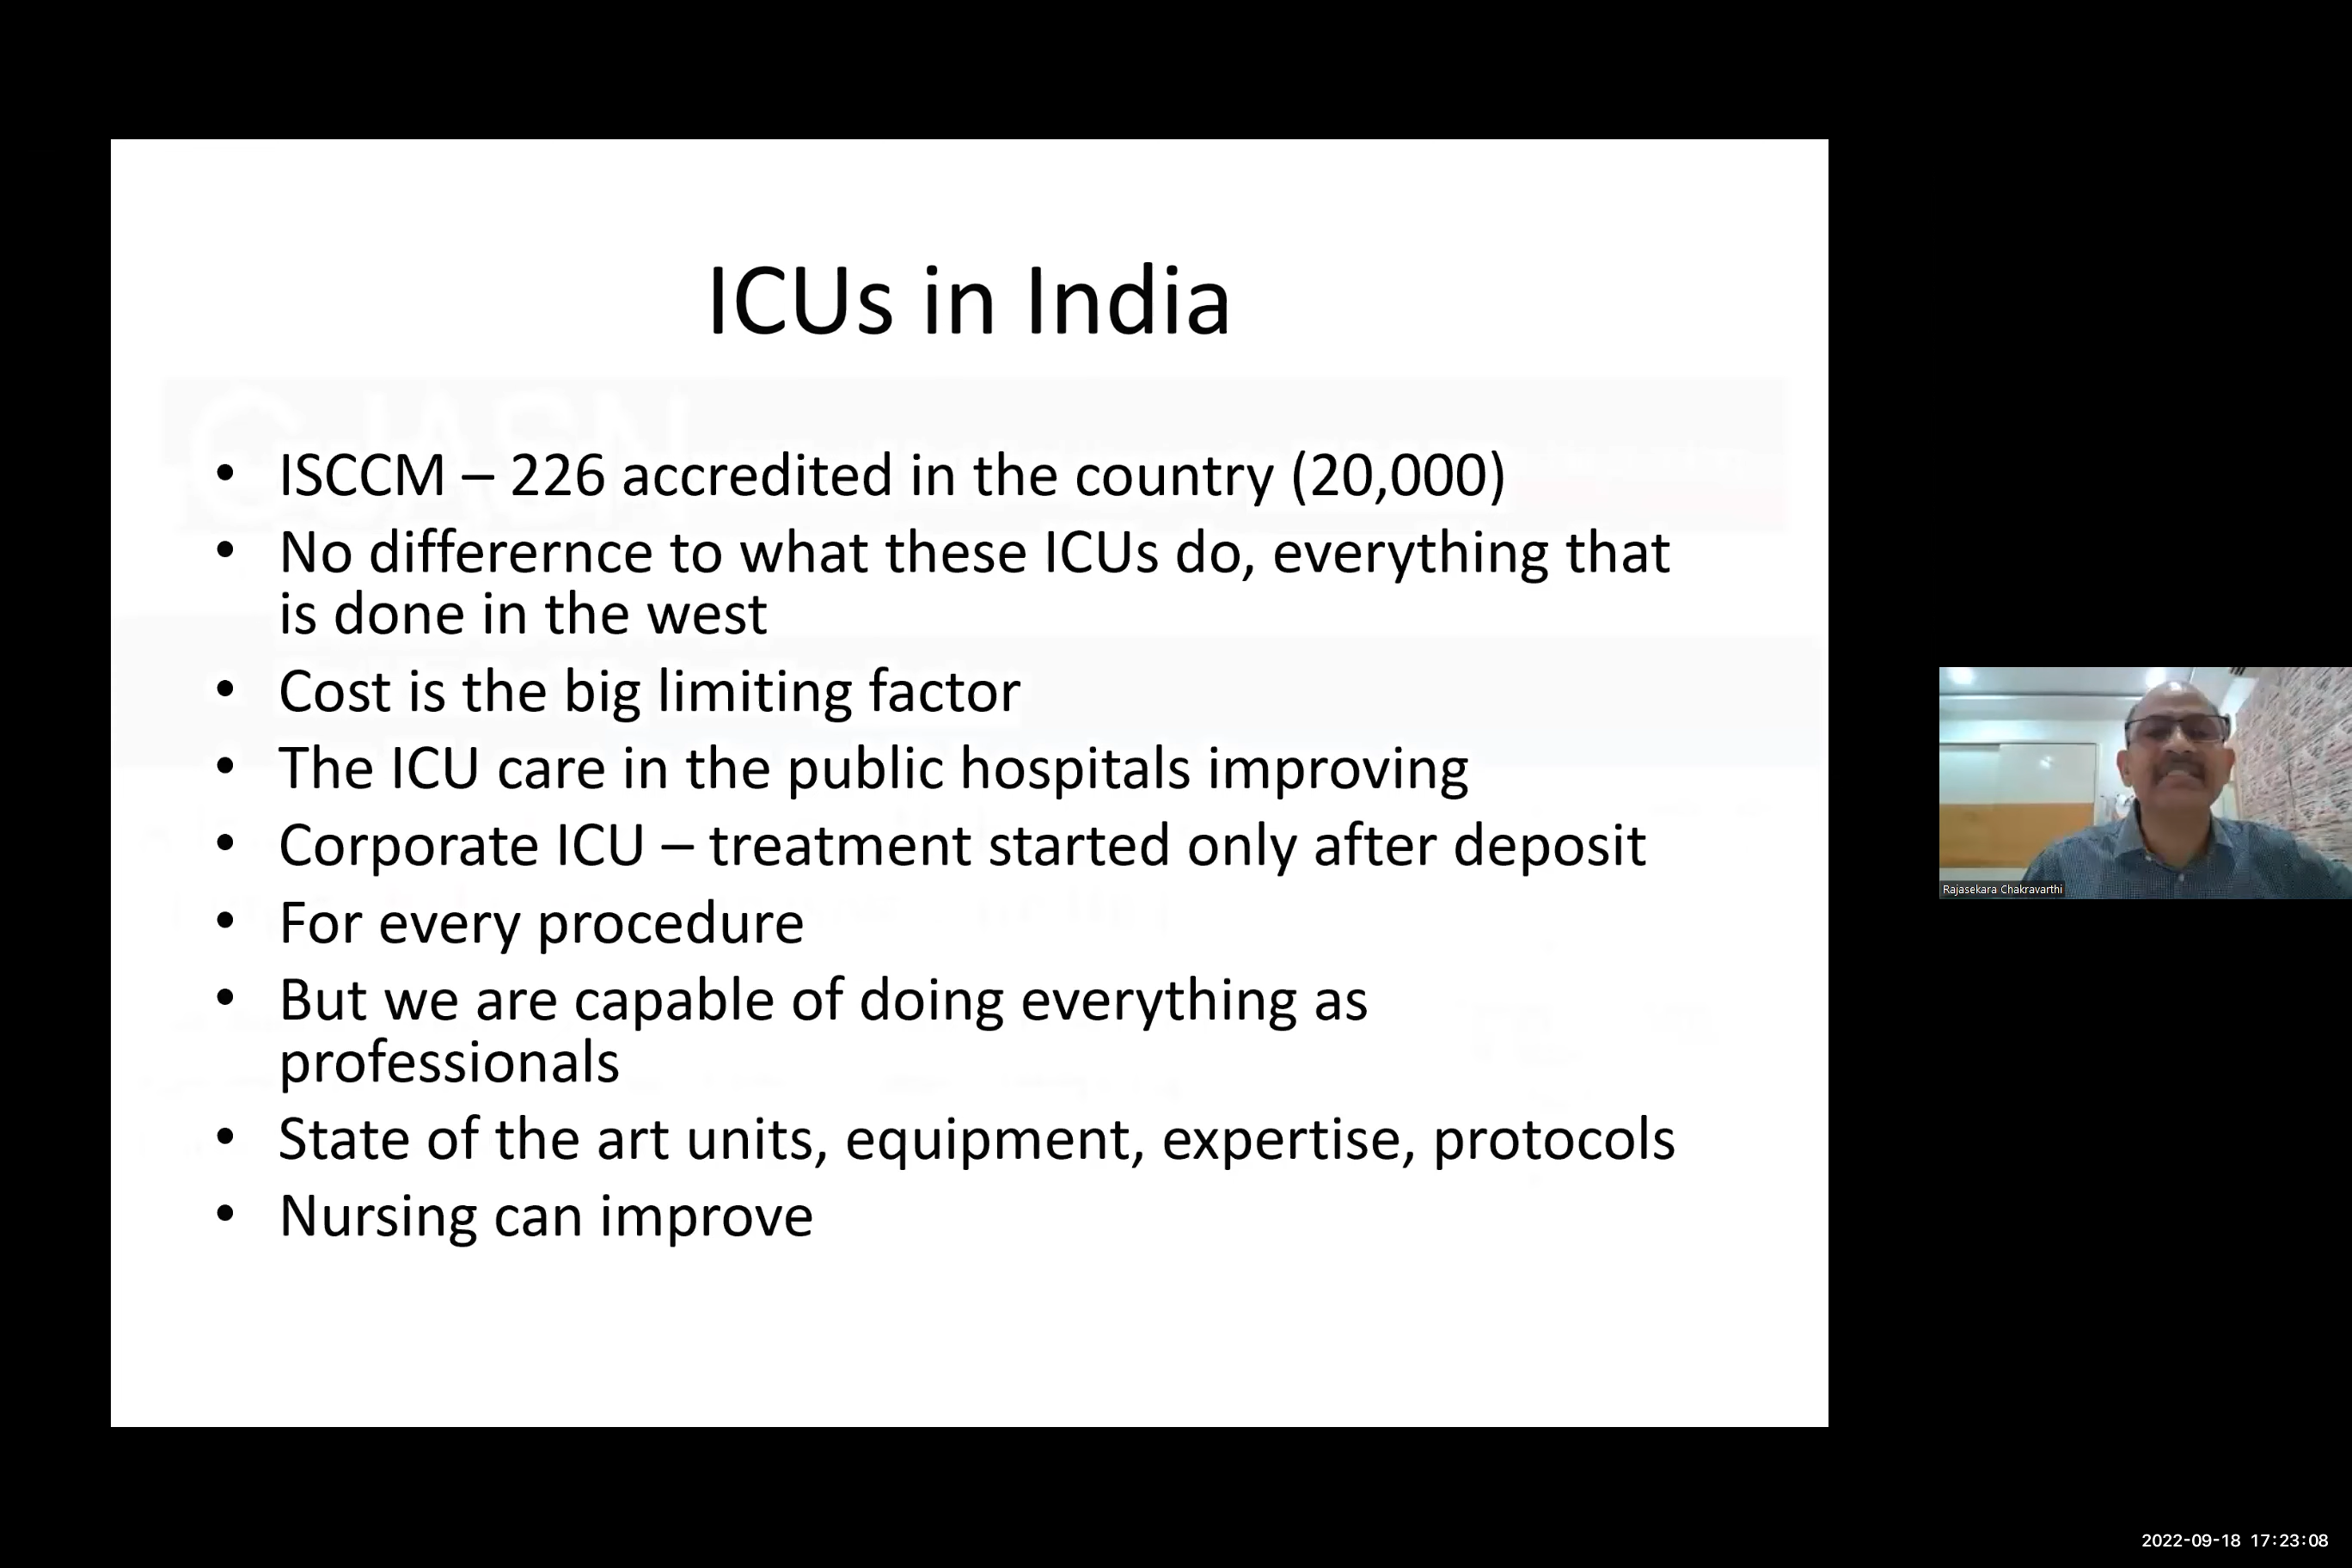 ICUs in India
• ISCCM – 226 accredited in the country (20,000)
• No differernce to what these ICUs do, everything that
is done in the west
• Cost is the big limiting factor
• The ICU care in the public hospitals improving
• Corporate ICU – treatment started only after deposit
• For every procedure
• But we are capable of doing everything as
professionals
• State of the art units, equipment, expertise, protocols
• Nursing can improve
Rajasekara Chakravarthi
2022-09-18 17:23:08